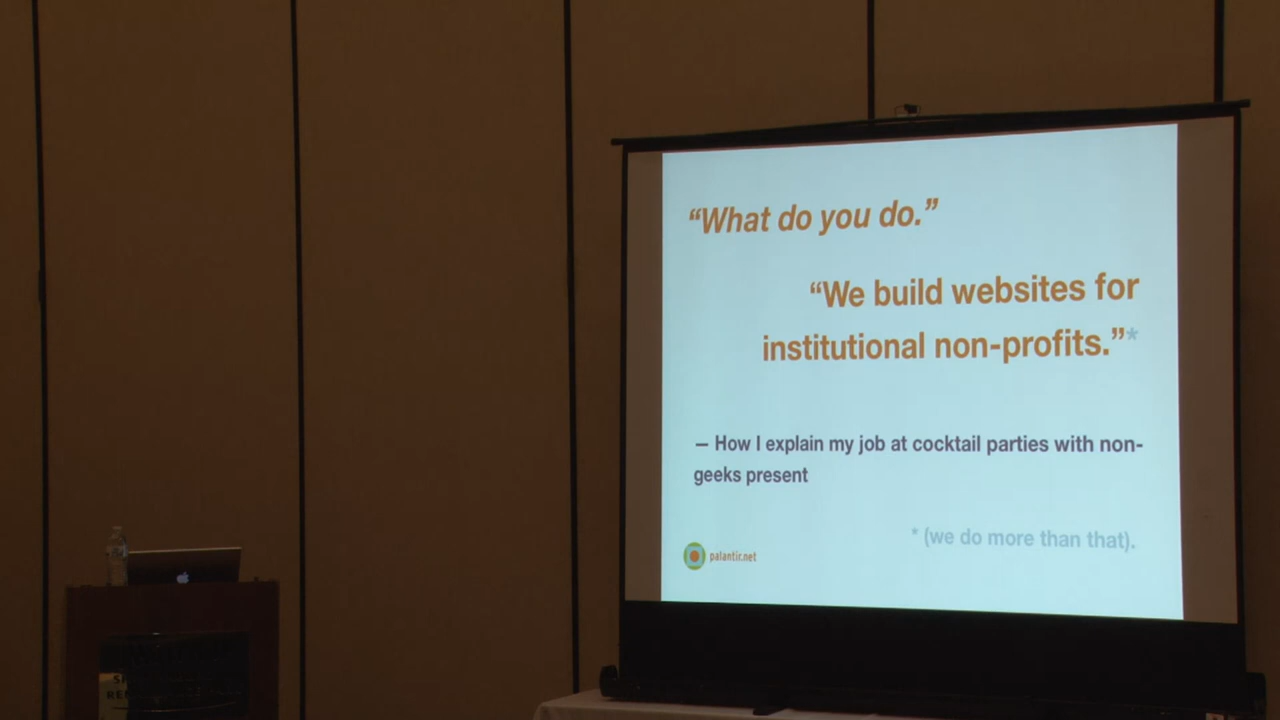 “What do you do.”
“We build websites for
institutional non-profits.”*
— How I explain my job at cocktail parties with non-
geeks present
* (we do more than that).
palantir.net